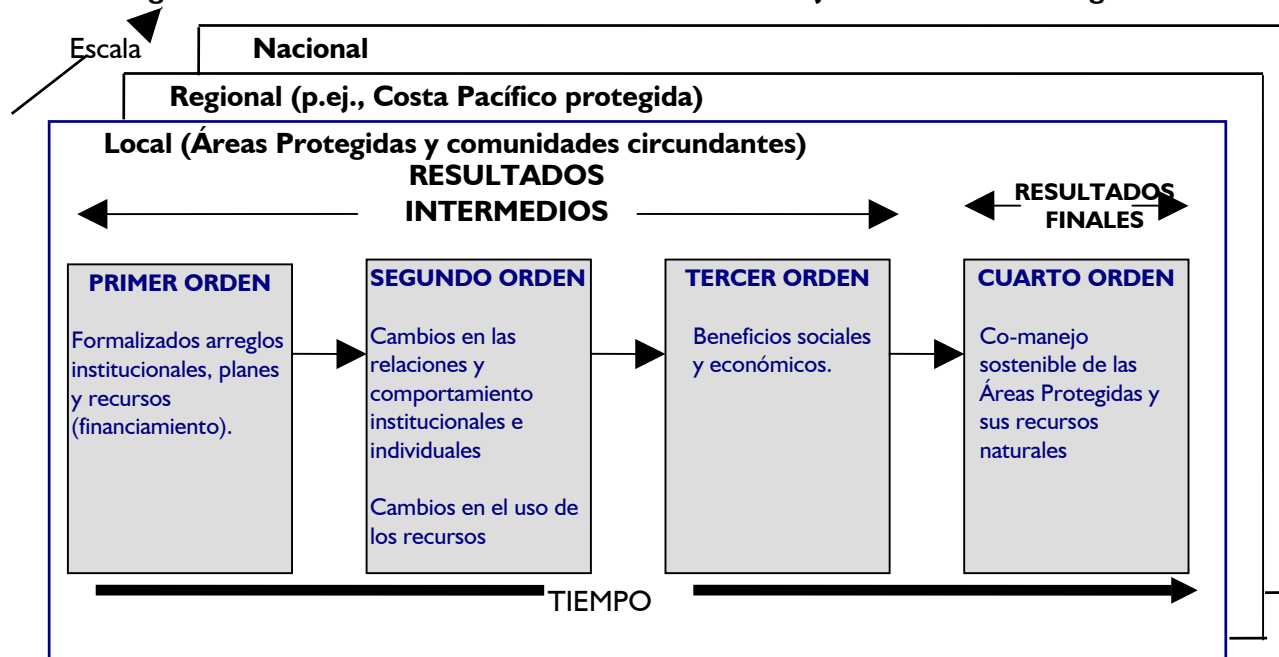 Escala
Nacional
Regional (p.ej., Costa Pacífico protegida)
Local (Áreas Protegidas y comunidades circundantes)
RESULTADOS
INTERMEDIOS
RESULTADOS
FINALES
PRIMER ORDEN
Formalizados arreglos
institucionales, planes
y recursos
(financiamiento).
SEGUNDO ORDEN
Cambios en las
relaciones y
comportamiento
institucionales e
individuales
Cambios en el uso de
los recursos
TERCER ORDEN
Beneficios sociales
y económicos.
CUARTO ORDEN
Co-manejo
sostenible de las
Áreas Protegidas y
sus recursos
naturales
TIEMPO